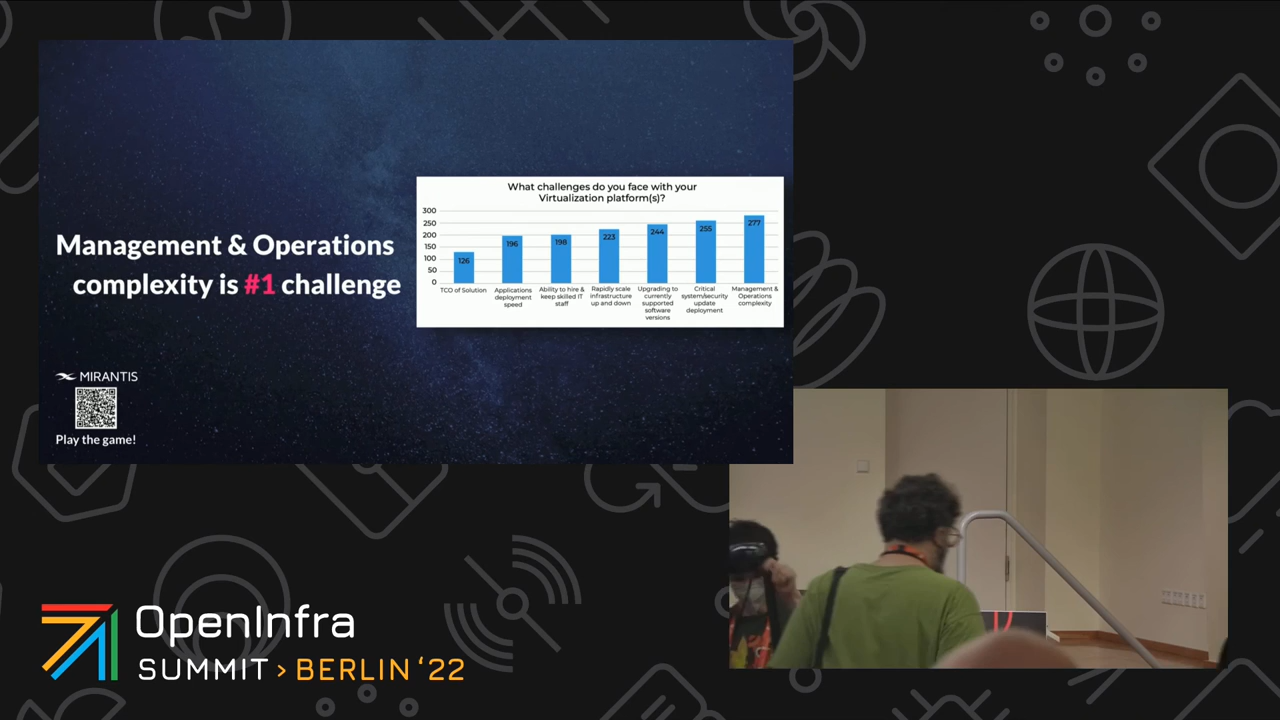 Management & Operations
complexity is #1 challenge
What challenges do you face with your
Virtualization platform(s)?
300
250
200
150
100
50
0
126
196
198
223
244
255
277
TCO of Solution
Applications
deployment
speed
Ability to hire &
keep skilled IT
staff
Rapidly scale
infrastructure
up and down
Upgrading to
currently
supported
software
versions
Critical
system/security
update
deployment
Management &
Operations
complexity
MIRANTIS
Play the game!
OpenInfra
SUMMIT > BERLIN ‘22